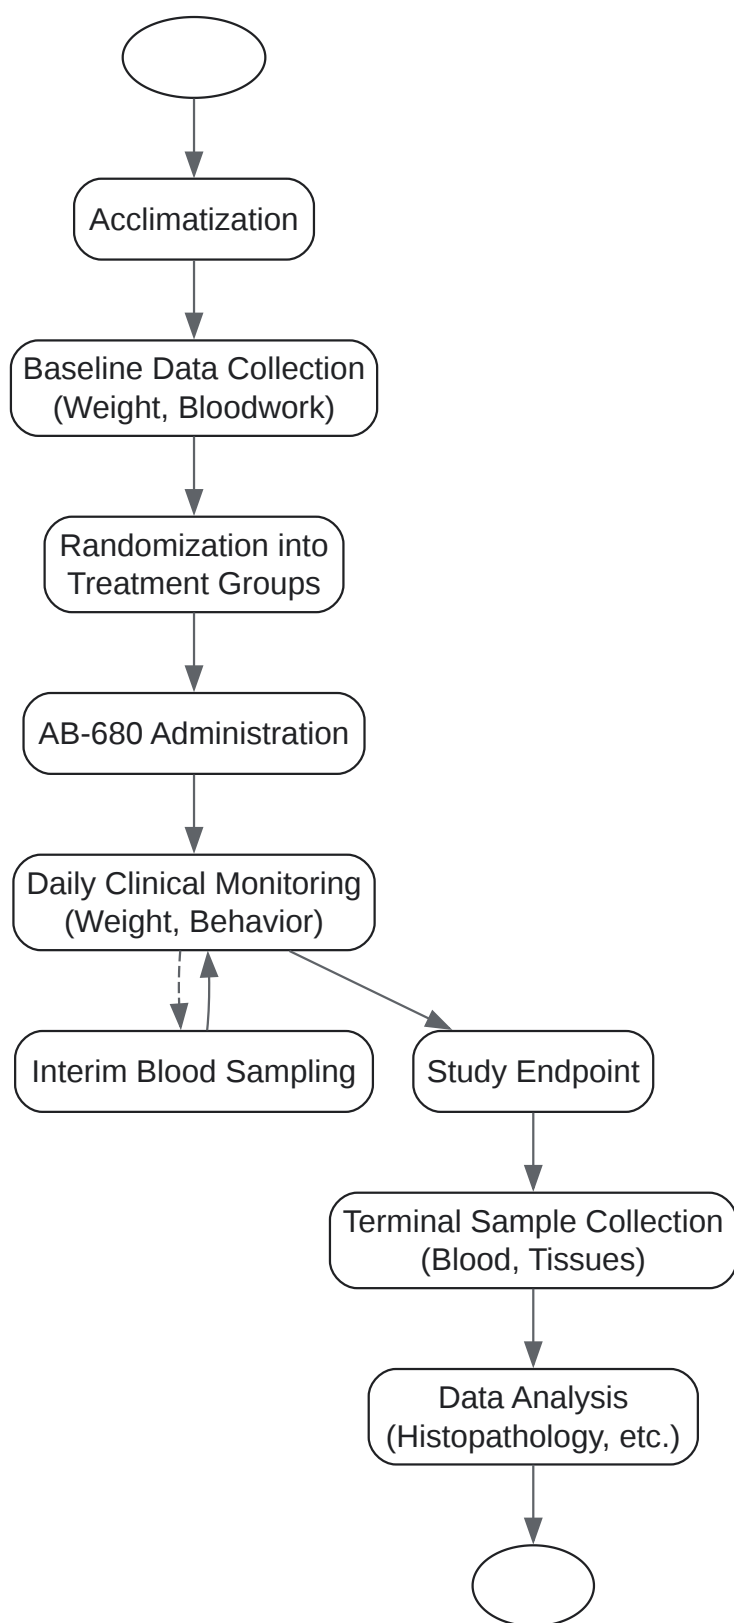 Acclimatization
Baseline Data Collection
(Weight, Bloodwork)
Randomization into
Treatment Groups
AB-680 Administration
Daily Clinical Monitoring
(Weight, Behavior)
Interim Blood Sampling
Study Endpoint
Terminal Sample Collection
(Blood, Tissues)
Data Analysis
(Histopathology, etc.)